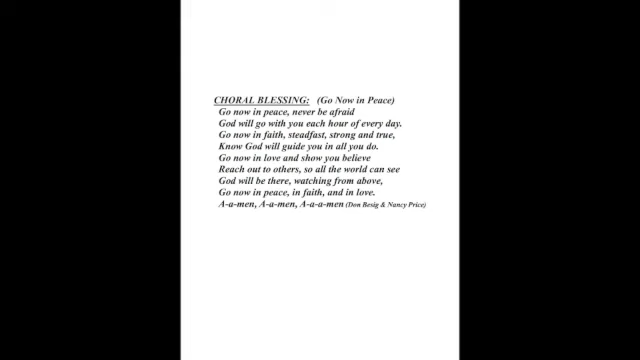 CHORAL BLESSING: (Go Now in Peace)
Go now in peace, never be afraid
God will go with you each hour of every day.
Go now in faith, steadfast, strong and true,
Know God will guide you in all you do.
Go now in love and show you believe
Reach out to others, so all the world can see
God will be there, watching from above,
Go now in peace, in faith, and in love.
A-a-men, A-a-men, A-a-a-men (Don Besig & Nancy Price)